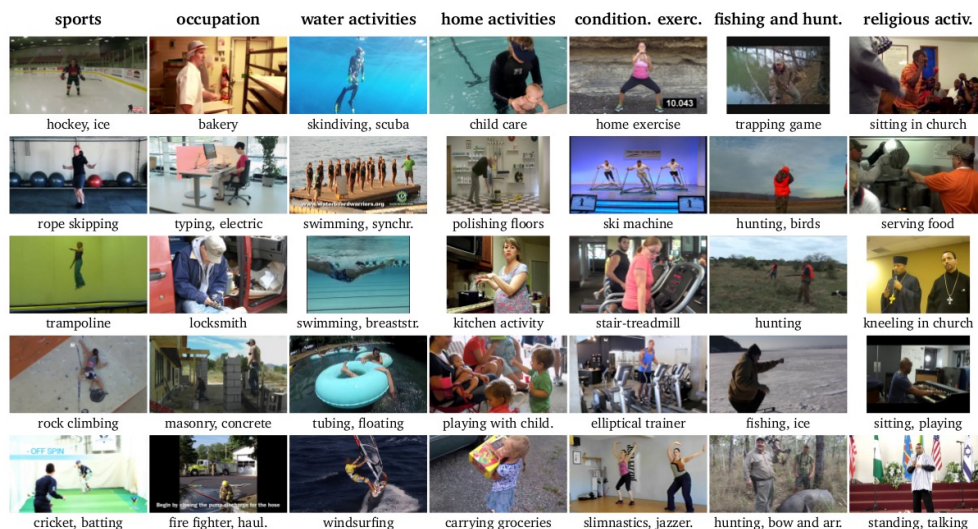 sports occupation water activities home activities condition. exerc. fishing and hunt. religious activ.
10.043
hockey, ice bakery skindiving, scuba child care home exercise trapping game sitting in church
www.waterboardwarriors.org
rope skipping typing, electric swimming, synchr. polishing floors ski machine hunting, birds serving food
trampoline locksmith swimming, breaststr. kitchen activity stair-treadmill hunting kneeling in church
rock climbing masonry, concrete tubing, floating playing with child. elliptical trainer fishing, ice sitting, playing
OFF SPIN
Begin by closing the pump discharge for the hose
cricket, batting fire fighter, haul. windsurfing carrying groceries slimnastics, jazzer. hunting, bow and arr. standing, talking